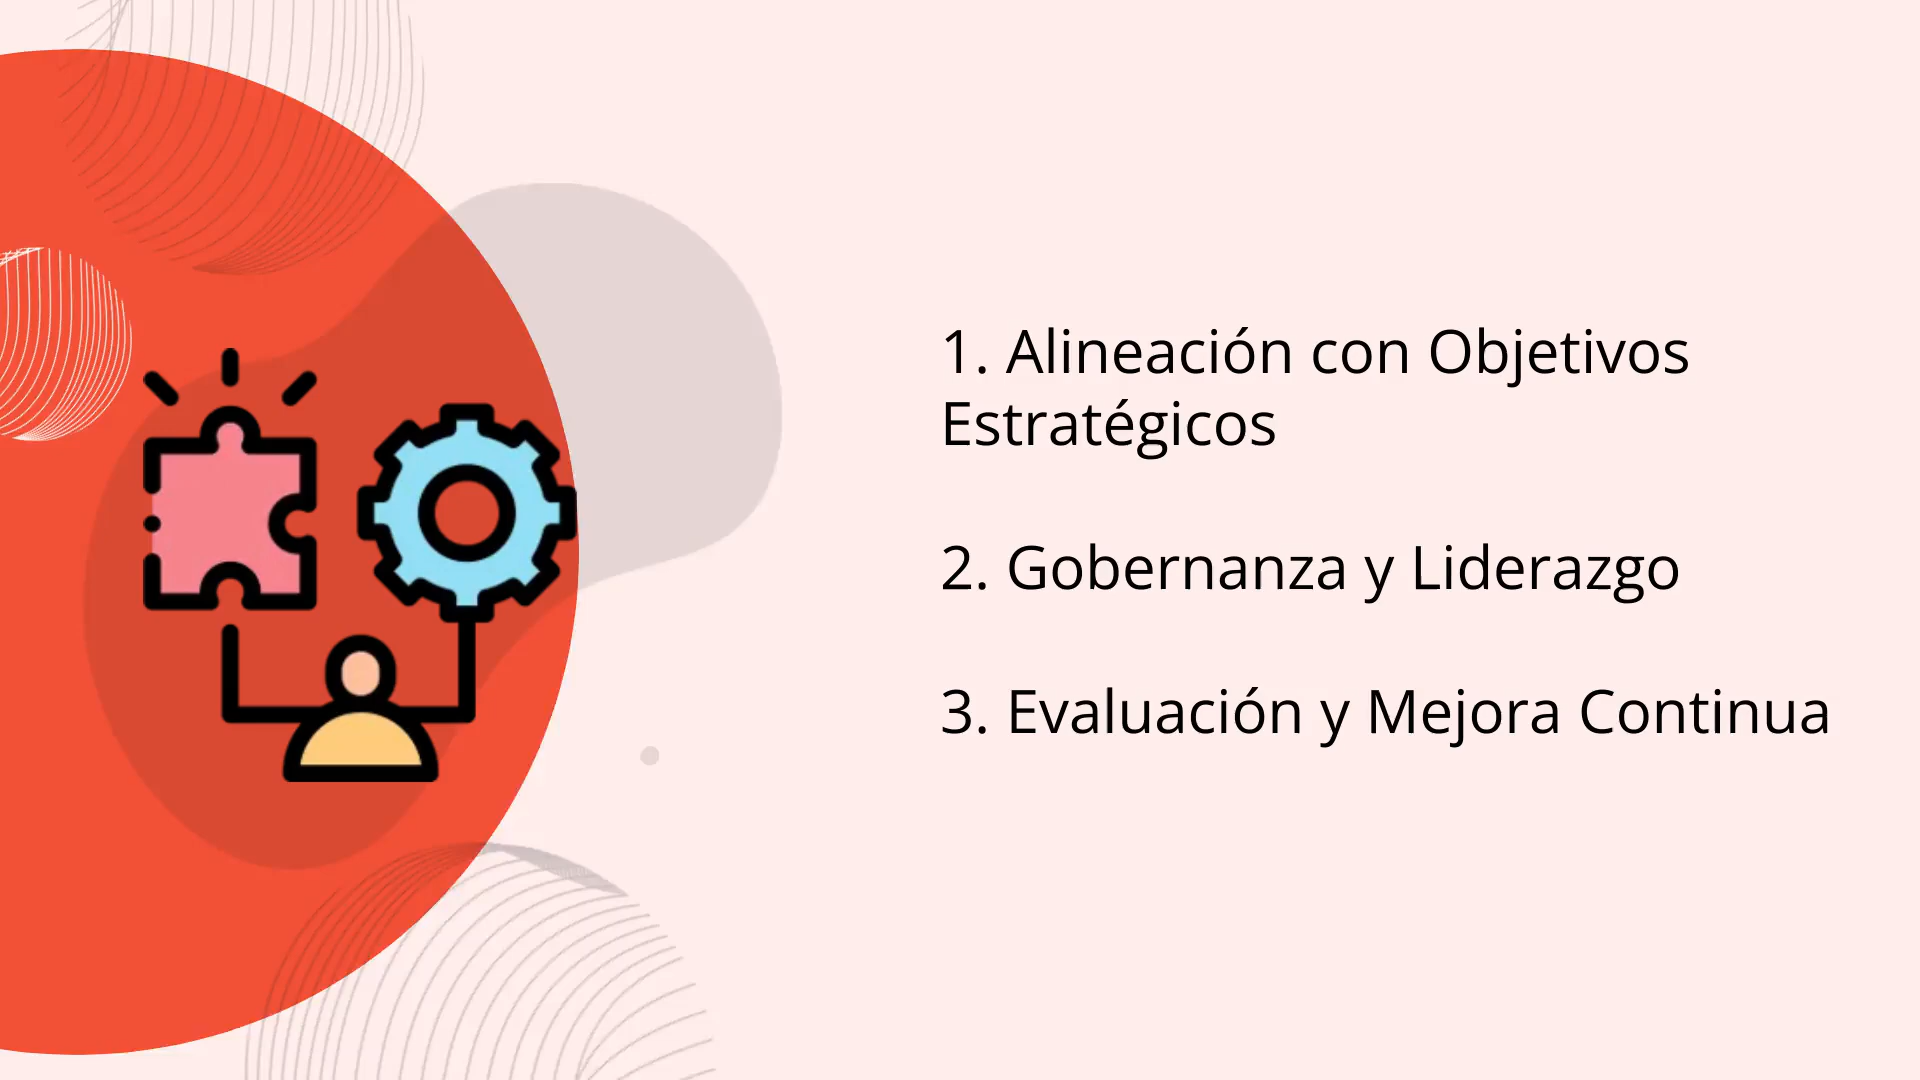 1. Alineación con Objetivos
Estratégicos
2. Gobernanza y Liderazgo
3. Evaluación y Mejora Continua